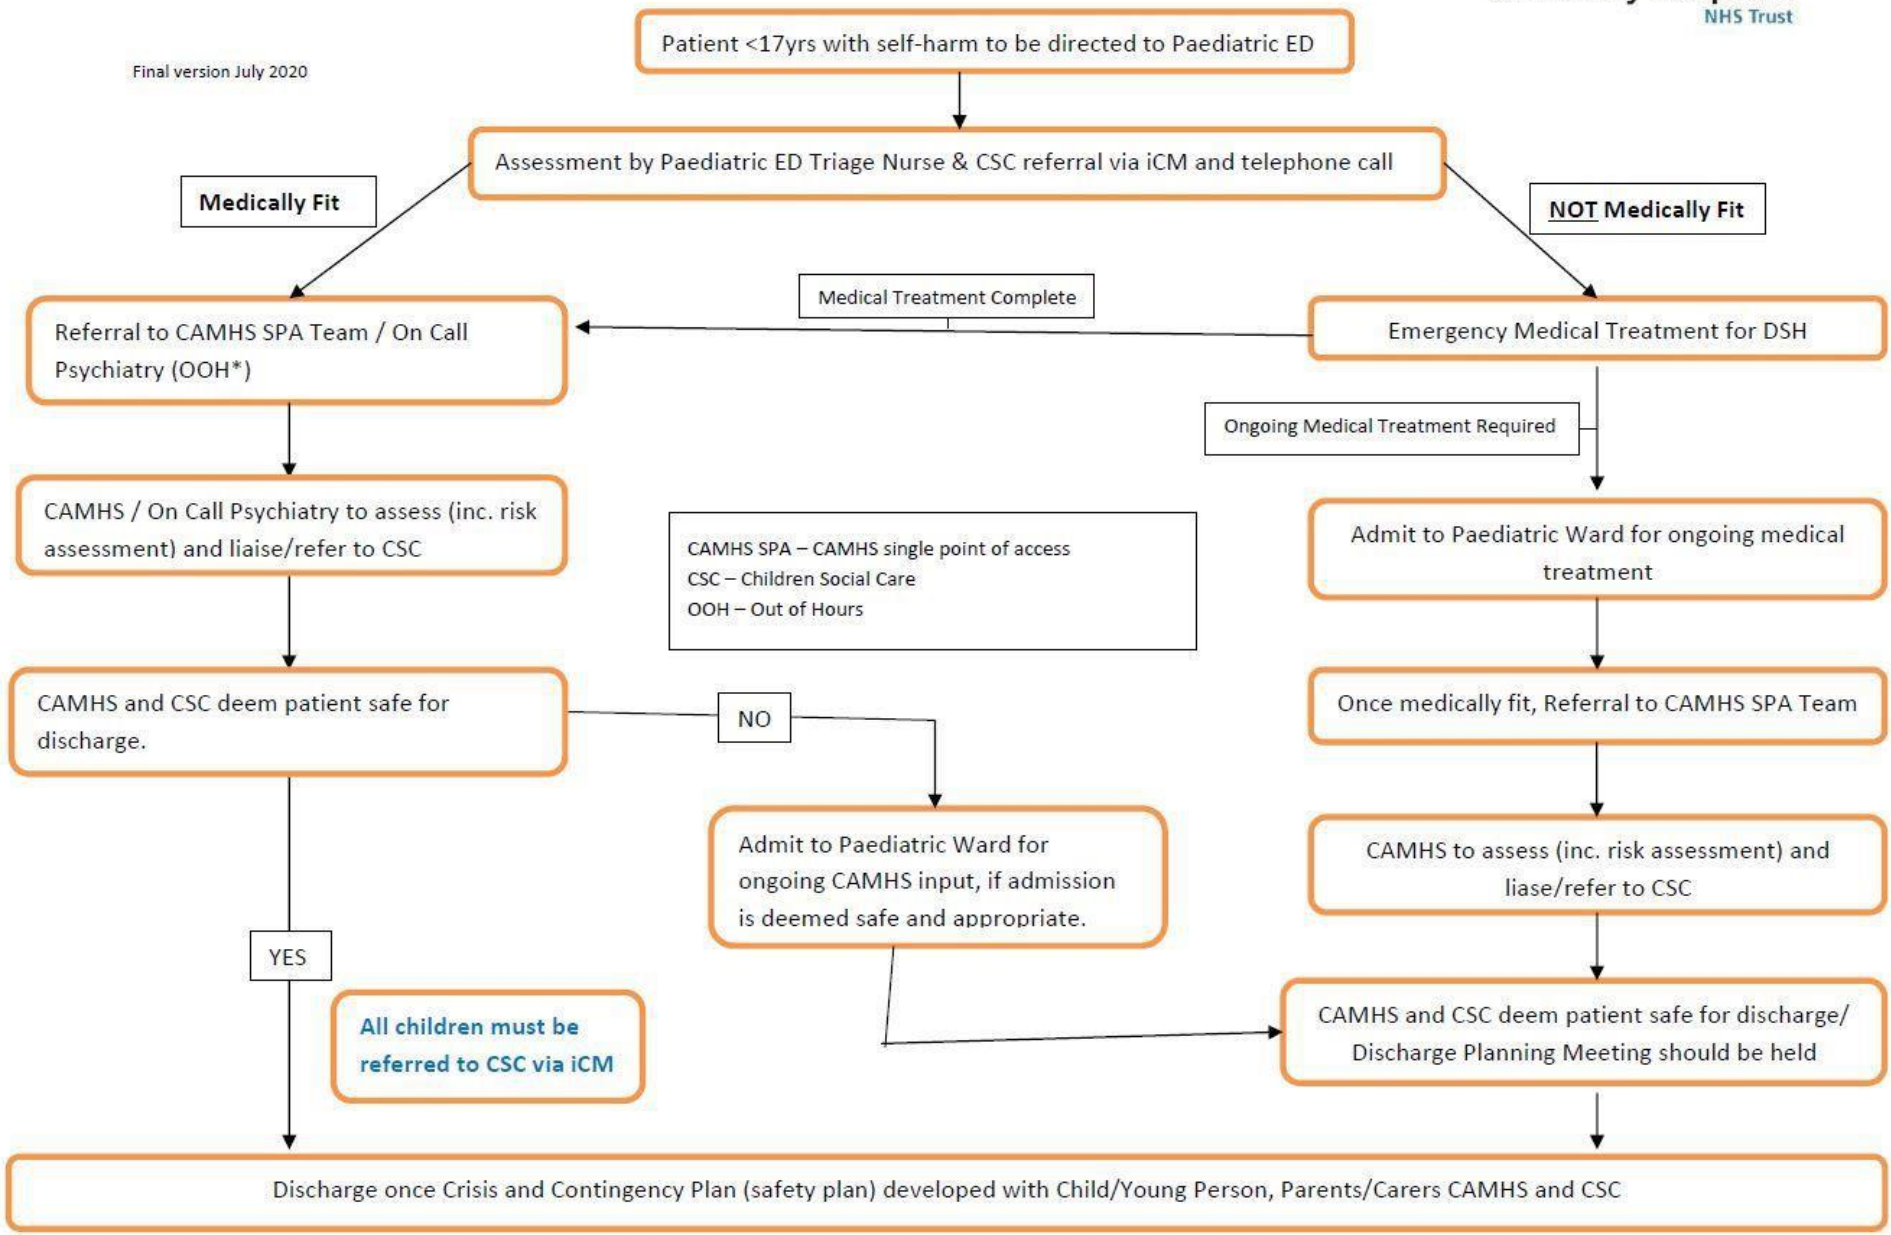 NHS Trust
Patient <17yrs with self-harm to be directed to Paediatric ED
Final version July 2020
Assessment by Paediatric ED Triage Nurse & CSC referral via iCM and telephone call
Medically Fit
NOT Medically Fit
Medical Treatment Complete
Referral to CAMHS SPA Team / On Call
Psychiatry (OOH*)
Emergency Medical Treatment for DSH
Ongoing Medical Treatment Required
CAMHS / On Call Psychiatry to assess (inc. risk
assessment) and liaise/refer to CSC
CAMHS SPA – CAMHS single point of access
CSC – Children Social Care
OOH – Out of Hours
Admit to Paediatric Ward for ongoing medical
treatment
CAMHS and CSC deem patient safe for
discharge.
NO
Once medically fit, Referral to CAMHS SPA Team
Admit to Paediatric Ward for
ongoing CAMHS input, if admission
is deemed safe and appropriate.
CAMHS to assess (inc. risk assessment) and
liase/refer to CSC
YES
All children must be
referred to CSC via iCM
CAMHS and CSC deem patient safe for discharge/
Discharge Planning Meeting should be held
Discharge once Crisis and Contingency Plan (safety plan) developed with Child/Young Person, Parents/Carers CAMHS and CSC